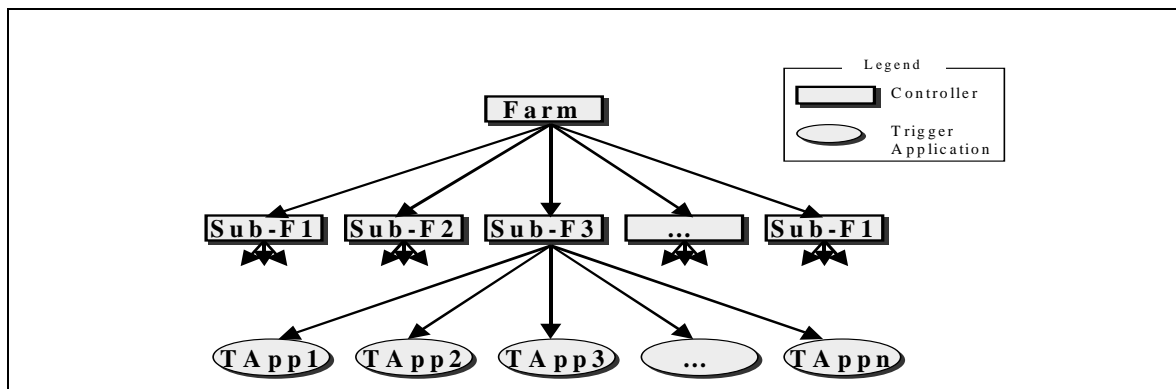 Legend
Controller
Trigger
Application
Farm
Sub-F1 Sub-F2 Sub-F3 ... Sub-F1
TApp1 TApp2 TApp3 ... TAppn